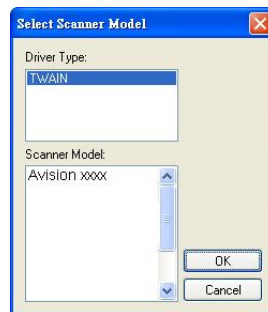 Select Scanner Model
Driver Type:
TWAIN
Scanner Model:
Avision xxxx
OK
Cancel